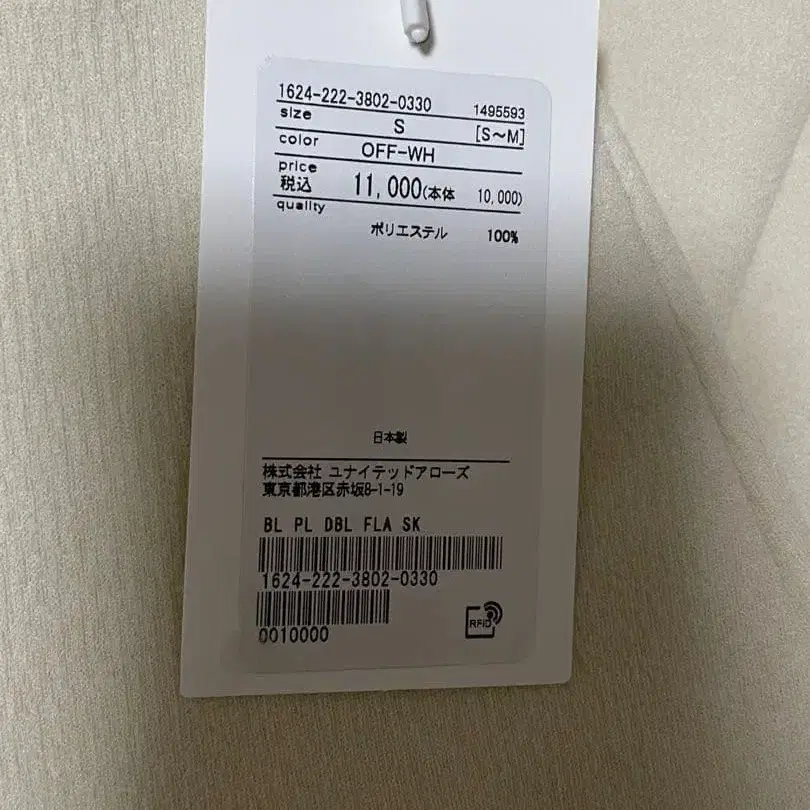 1624-222-3802-0330 1495593
size S [S~M]
color OFF-WH
price
税込 11,000(本体 10,000)
quality
ポリエステル 100%
日本製
株式会社 ユナイテッドアローズ
東京都港区赤坂8-1-19
BL PL DBL FLA SK
1624-222-3802-0330
0010000
RFID